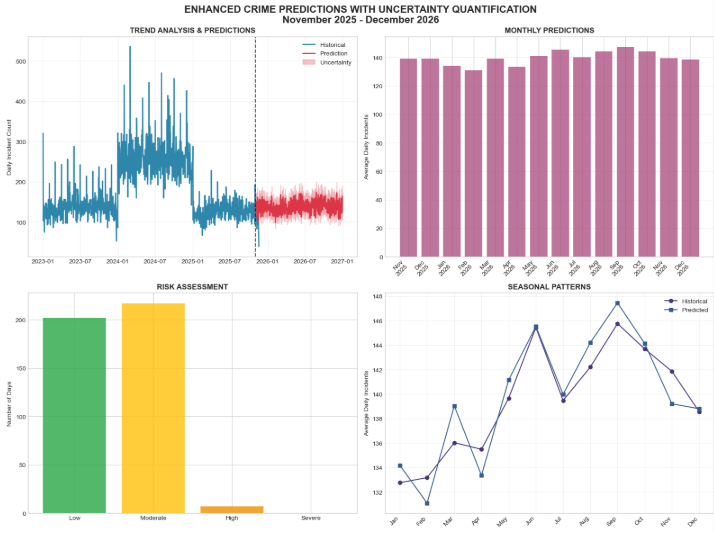 ENHANCED CRIME PREDICTIONS WITH UNCERTAINTY QUANTIFICATION
November 2025 - December 2026
TREND ANALYSIS & PREDICTIONS
Historical
Prediction
Uncertainty
Daily Incident Count
500
400
300
200
100
2023-01 2023-07 2024-01 2024-07 2025-01 2025-07 2026-01 2026-07 2027-01
MONTHLY PREDICTIONS
Average Daily Incidents
140
120
100
80
60
40
20
0
Nov 2025
Dec 2025
Jan 2026
Feb 2026
Mar 2026
Apr 2026
May 2026
Jun 2026
Jul 2026
Aug 2026
Sep 2026
Oct 2026
Nov 2026
Dec 2026
RISK ASSESSMENT
Number of Days
200
150
100
50
0
Low Moderate High Severe
SEASONAL PATTERNS
Historical
Predicted
Average Daily Incidents
148
146
144
142
140
138
136
134
132
Jan Feb Mar Apr May Jun Jul Aug Sep Oct Nov Dec